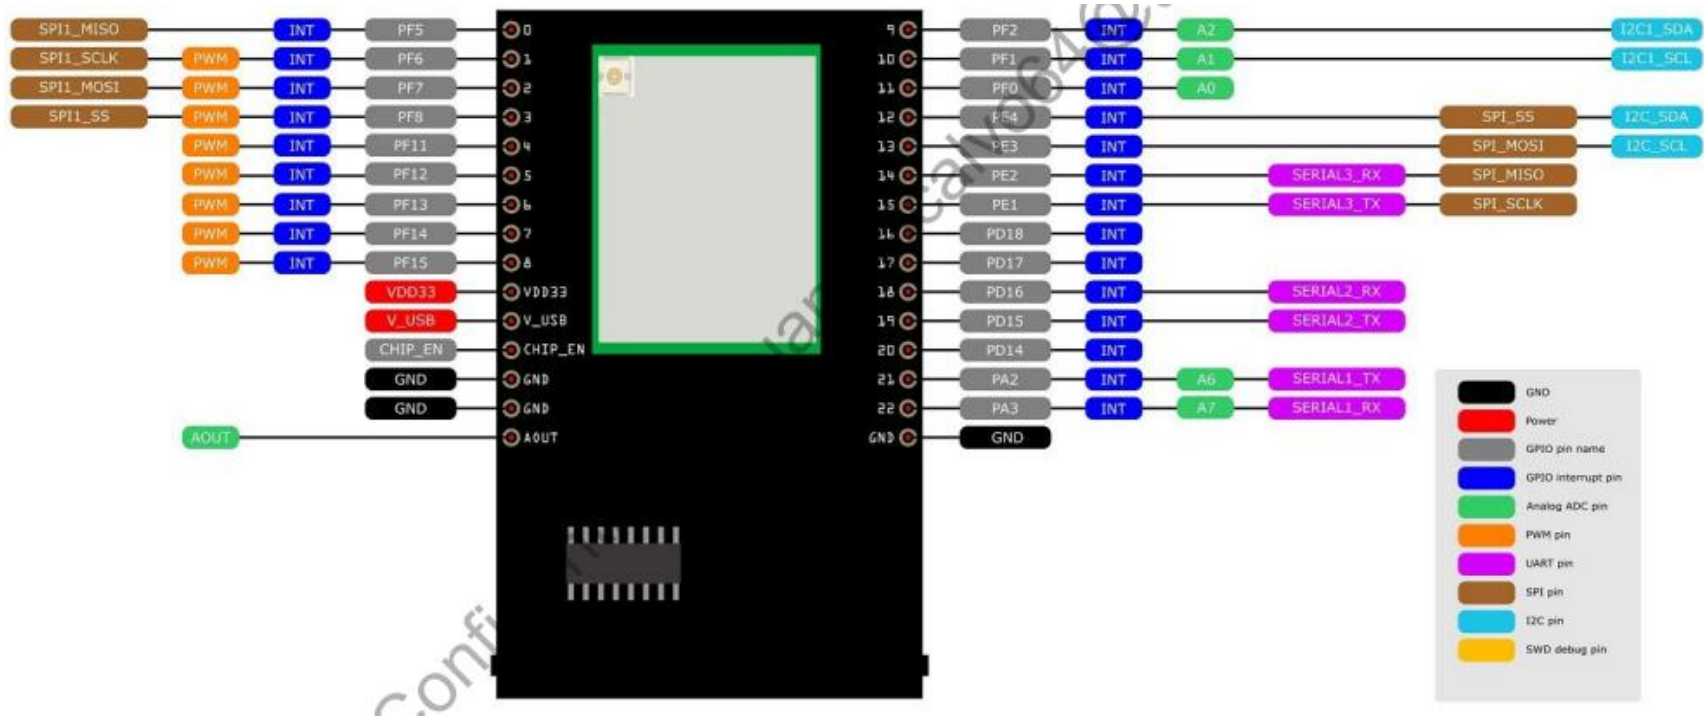 SPI1_MISO INT PF5 0 9 PF2 INT A2 I2C1_SDA
SPI1_SCLK PWM INT PF6 1 10 PF1 INT A1 I2C1_SCL
SPI1_MOSI PWM INT PF7 2 11 PF0 INT A0
SPI1_SS PWM INT PF8 3 12 PE4 INT SPI_SS I2C_SDA
PWM INT PF11 4 13 PE3 INT SPI_MOSI I2C_SCL
PWM INT PF12 5 14 PE2 INT SERIAL3_RX SPI_MISO
PWM INT PF13 6 15 PE1 INT SERIAL3_TX SPI_SCLK
PWM INT PF14 7 16 PD18 INT
PWM INT PF15 8 17 PD17 INT
VDD33 VDD33 18 PD16 INT SERIAL2_RX
V_USB V_USB 19 PD15 INT SERIAL2_TX
CHIP_EN CHIP_EN 20 PD14 INT
GND GND 21 PA2 INT A6 SERIAL1_TX
GND GND 22 PA3 INT A7 SERIAL1_RX
AOUT AOUT GND GND
GND
Power
GPIO pin name
GPIO interrupt pin
Analog ADC pin
PWM pin
UART pin
SPI pin
I2C pin
SWD debug pin